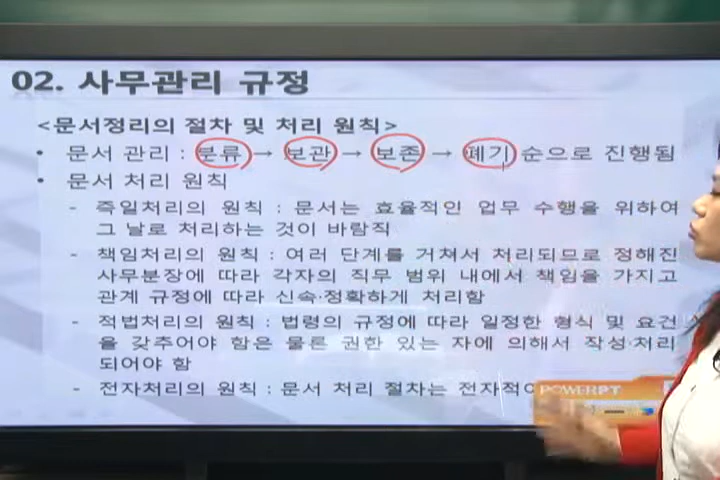 02. 사무관리 규정
<문서정리의 절차 및 처리 원칙>
• 문서 관리 : 분류 → 보관 → 보존 → 폐기 순으로 진행됨
• 문서 처리 원칙
- 즉일처리의 원칙 : 문서는 효율적인 업무 수행을 위하여
그 날로 처리하는 것이 바람직
- 책임처리의 원칙 : 여러 단계를 거쳐서 처리되므로 정해진
사무분장에 따라 각자의 직무 범위 내에서 책임을 가지고
관계 규정에 따라 신속·정확하게 처리함
- 적법처리의 원칙 : 법령의 규정에 따라 일정한 형식 및 요건
을 갖추어야 함은 물론 권한 있는 자에 의해서 작성·처리
되어야 함
- 전자처리의 원칙 : 문서 처리 절차는 전자적
POWERPT